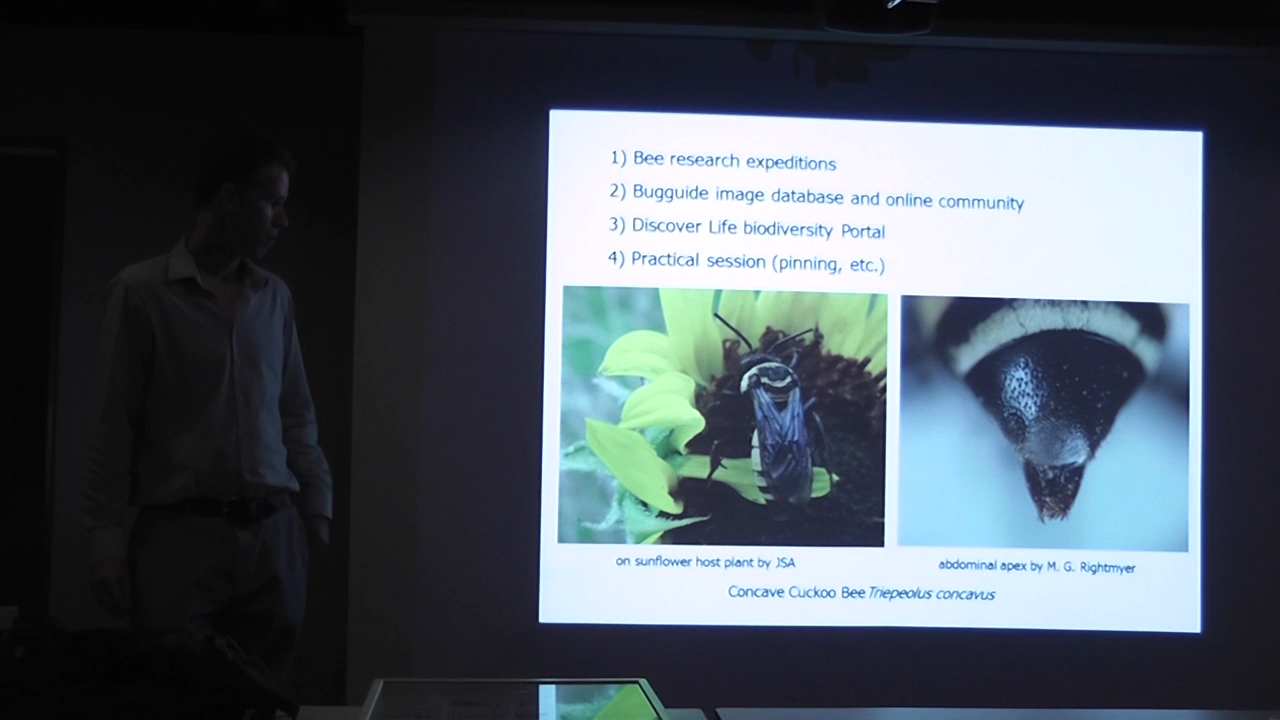 1) Bee research expeditions
2) Bugguide image database and online community
3) Discover Life biodiversity Portal
4) Practical session (pinning, etc.)
on sunflower host plant by JSA
abdominal apex by M. G. Rightmyer
Concave Cuckoo Bee Triepeolus concavus